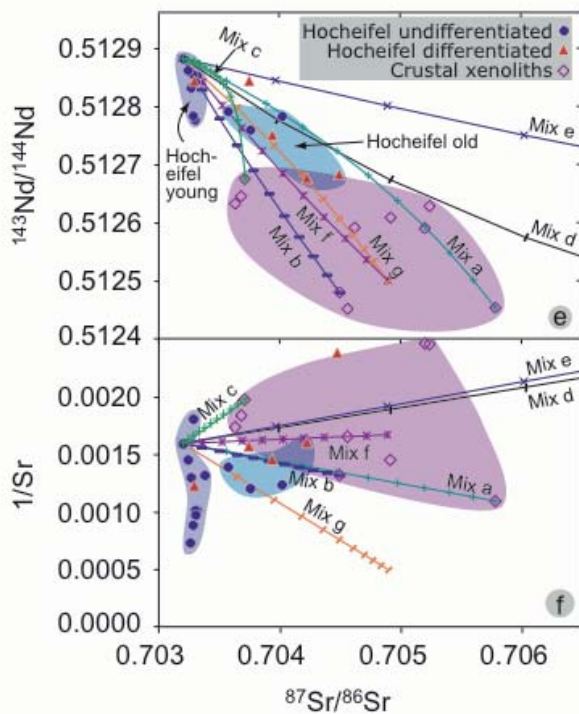 Hocheifel undifferentiated
Hocheifel differentiated
Crustal xenoliths
0.5129
0.5128
0.5127
0.5126
0.5125
0.5124
143Nd/144Nd
Mix c
Mix e
Hocheifel old
Hoch-
eifel
young
Mix d
Mix f
Mix g
Mix a
Mix b
e
0.0020
0.0015
0.0010
0.0005
0.0000
1/Sr
Mix c
Mix e
Mix d
Mix f
Mix b
Mix a
Mix g
f
0.703
0.704
0.705
0.706
87Sr/86Sr